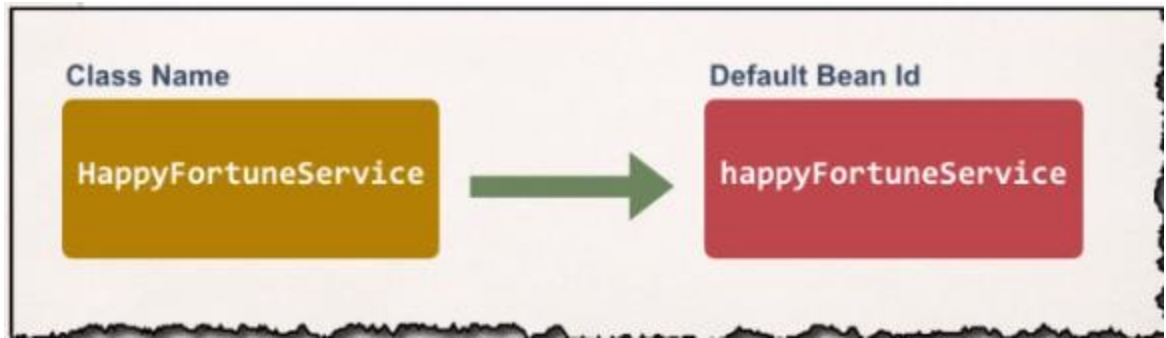 Class Name
Default Bean Id
HappyFortuneService
happyFortuneService